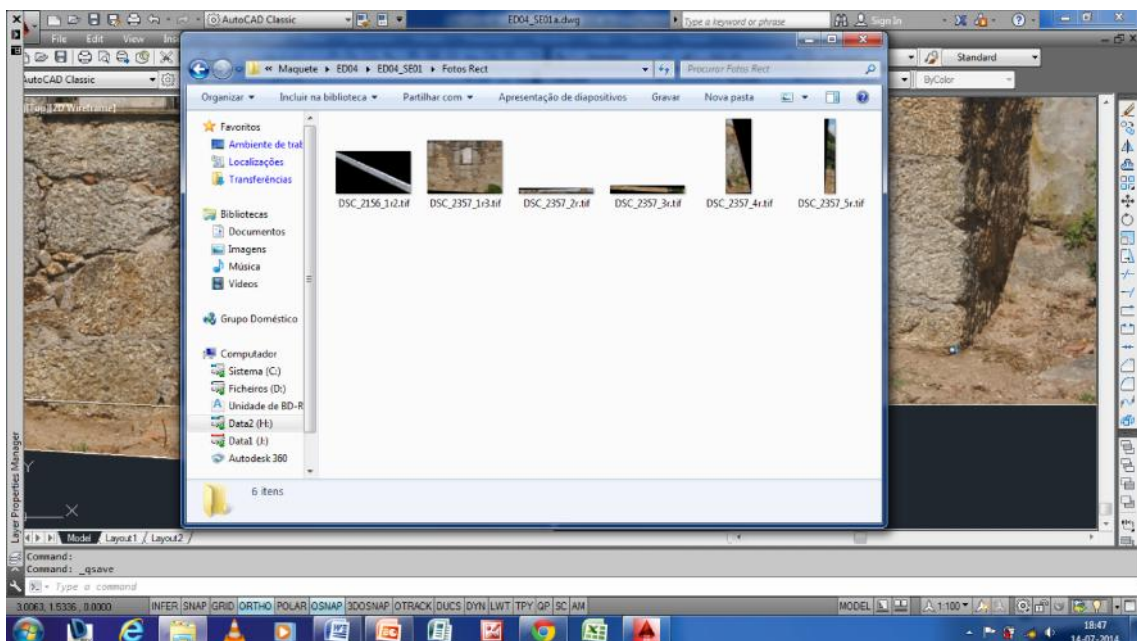 AutoCAD Classic
ED04_SE01a.dwg
Type a keyword or phrase
Sign In
File Edit View Ins
AutoCAD Classic
Standard
ByColor
« Maquete ▸ ED04 ▸ ED04_SE01 ▸ Fotos Rect
Procurar Fotos Rect
Organizar
Incluir na biblioteca
Partilhar com
Apresentação de diapositivos
Gravar
Nova pasta
[Top][2D Wireframe]
Favoritos
Ambiente de trab
Localizações
Transferências
Bibliotecas
Documentos
Imagens
Música
Vídeos
Grupo Doméstico
Computador
Sistema (C:)
Ficheiros (D:)
Unidade de BD-R
Data2 (H:)
Data1 (J:)
Autodesk 360
DSC_2156_1r2.tif
DSC_2357_1r3.tif
DSC_2357_2r.tif
DSC_2357_3r.tif
DSC_2357_4r.tif
DSC_2357_5r.tif
6 itens
Layer Properties Manager
Y
X
Model Layout1 Layout2
Command:
Command: _qsave
Type a command
3.0063, 1.5336, 0.0000
INFER SNAP GRID ORTHO POLAR OSNAP 3DOSNAP OTRACK DUCS DYN LWT TPY QP SC AM
MODEL
1:100
18:47
14-07-2014